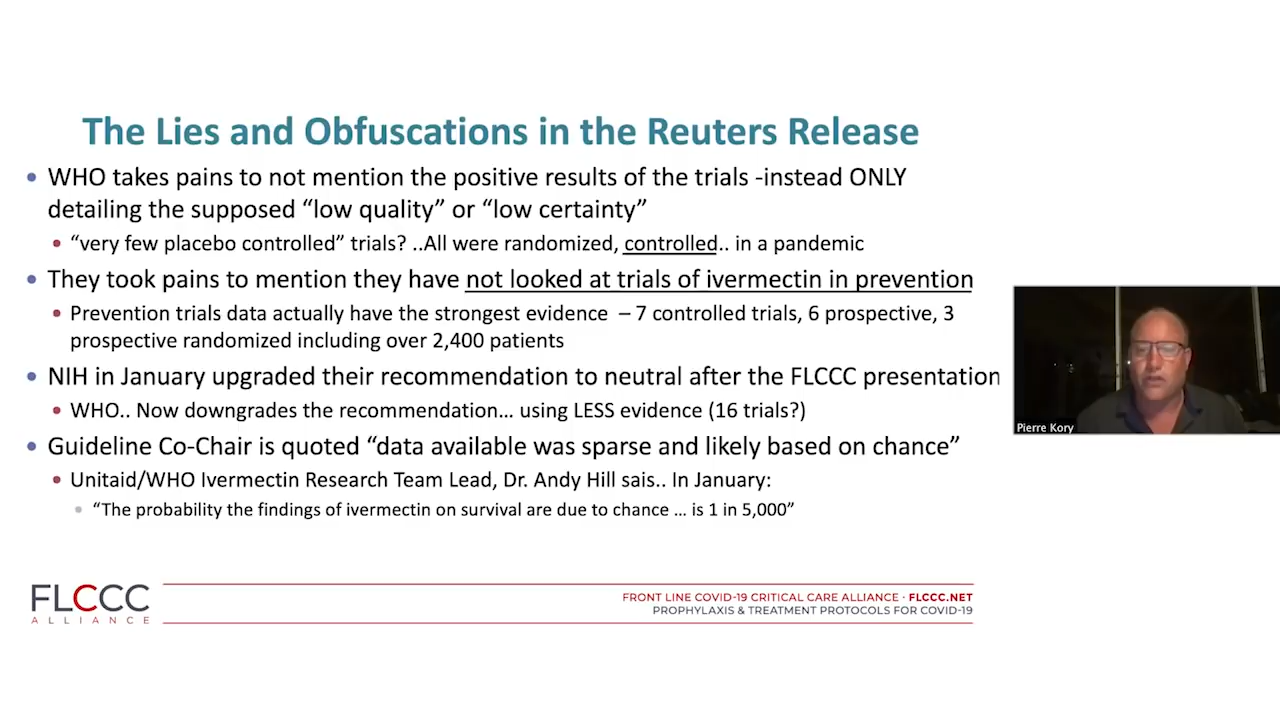 The Lies and Obfuscations in the Reuters Release
• WHO takes pains to not mention the positive results of the trials -instead ONLY
detailing the supposed “low quality” or “low certainty”
• “very few placebo controlled” trials? ..All were randomized, controlled.. in a pandemic
• They took pains to mention they have not looked at trials of ivermectin in prevention
• Prevention trials data actually have the strongest evidence – 7 controlled trials, 6 prospective, 3
prospective randomized including over 2,400 patients
• NIH in January upgraded their recommendation to neutral after the FLCCC presentation
• WHO.. Now downgrades the recommendation… using LESS evidence (16 trials?)
• Guideline Co-Chair is quoted “data available was sparse and likely based on chance”
• Unitaid/WHO Ivermectin Research Team Lead, Dr. Andy Hill sais.. In January:
• “The probability the findings of ivermectin on survival are due to chance … is 1 in 5,000”
Pierre Kory
FLCCC
ALLIANCE
FRONT LINE COVID-19 CRITICAL CARE ALLIANCE · FLCCC.NET
PROPHYLAXIS & TREATMENT PROTOCOLS FOR COVID-19